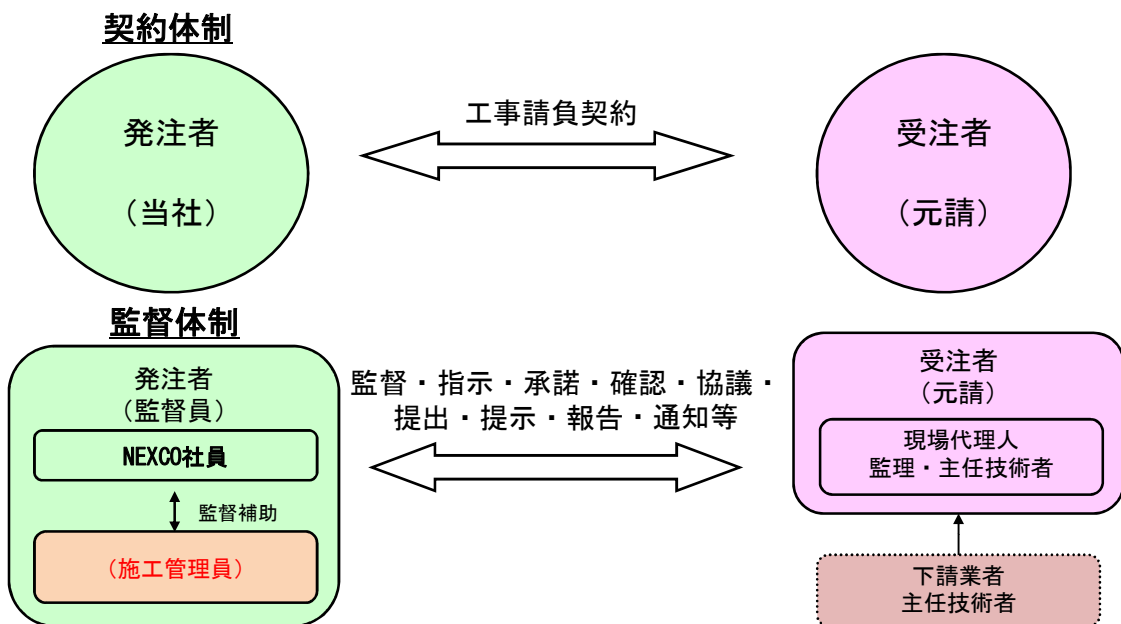 契約体制
発注者
（当社）
工事請負契約
受注者
（元請）
監督体制
発注者
（監督員）
NEXCO社員
監督補助
（施工管理員）
監督・指示・承諾・確認・協議・
提出・提示・報告・通知等
受注者
（元請）
現場代理人
監理・主任技術者
下請業者
主任技術者